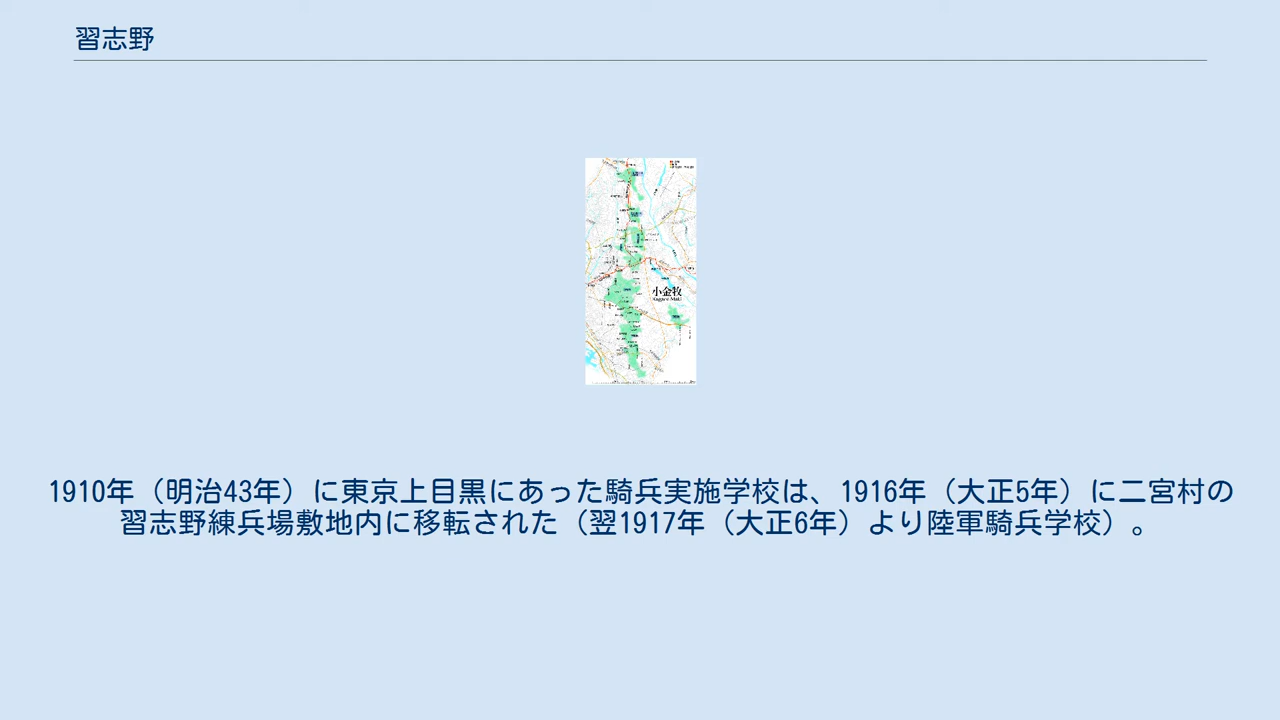 習志野
小金牧
Kogane Maki
1910年（明治43年）に東京上目黒にあった騎兵実施学校は、1916年（大正5年）に二宮村の
習志野練兵場敷地内に移転された（翌1917年（大正6年）より陸軍騎兵学校）。